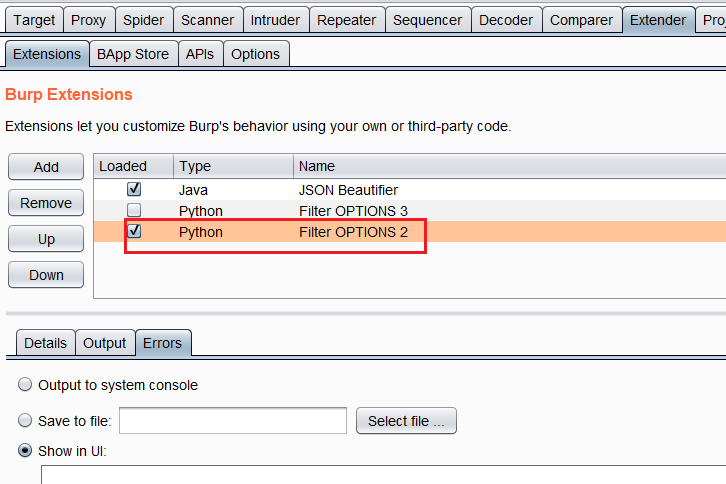 Target Proxy Spider Scanner Intruder Repeater Sequencer Decoder Comparer Extender Proj
Extensions BApp Store APIs Options
Burp Extensions
Extensions let you customize Burp's behavior using your own or third-party code.
Add Loaded Type Name
Java JSON Beautifier
Remove Python Filter OPTIONS 3
Up Python Filter OPTIONS 2
Down
Details Output Errors
Output to system console
Save to file: Select file ...
Show in UI: